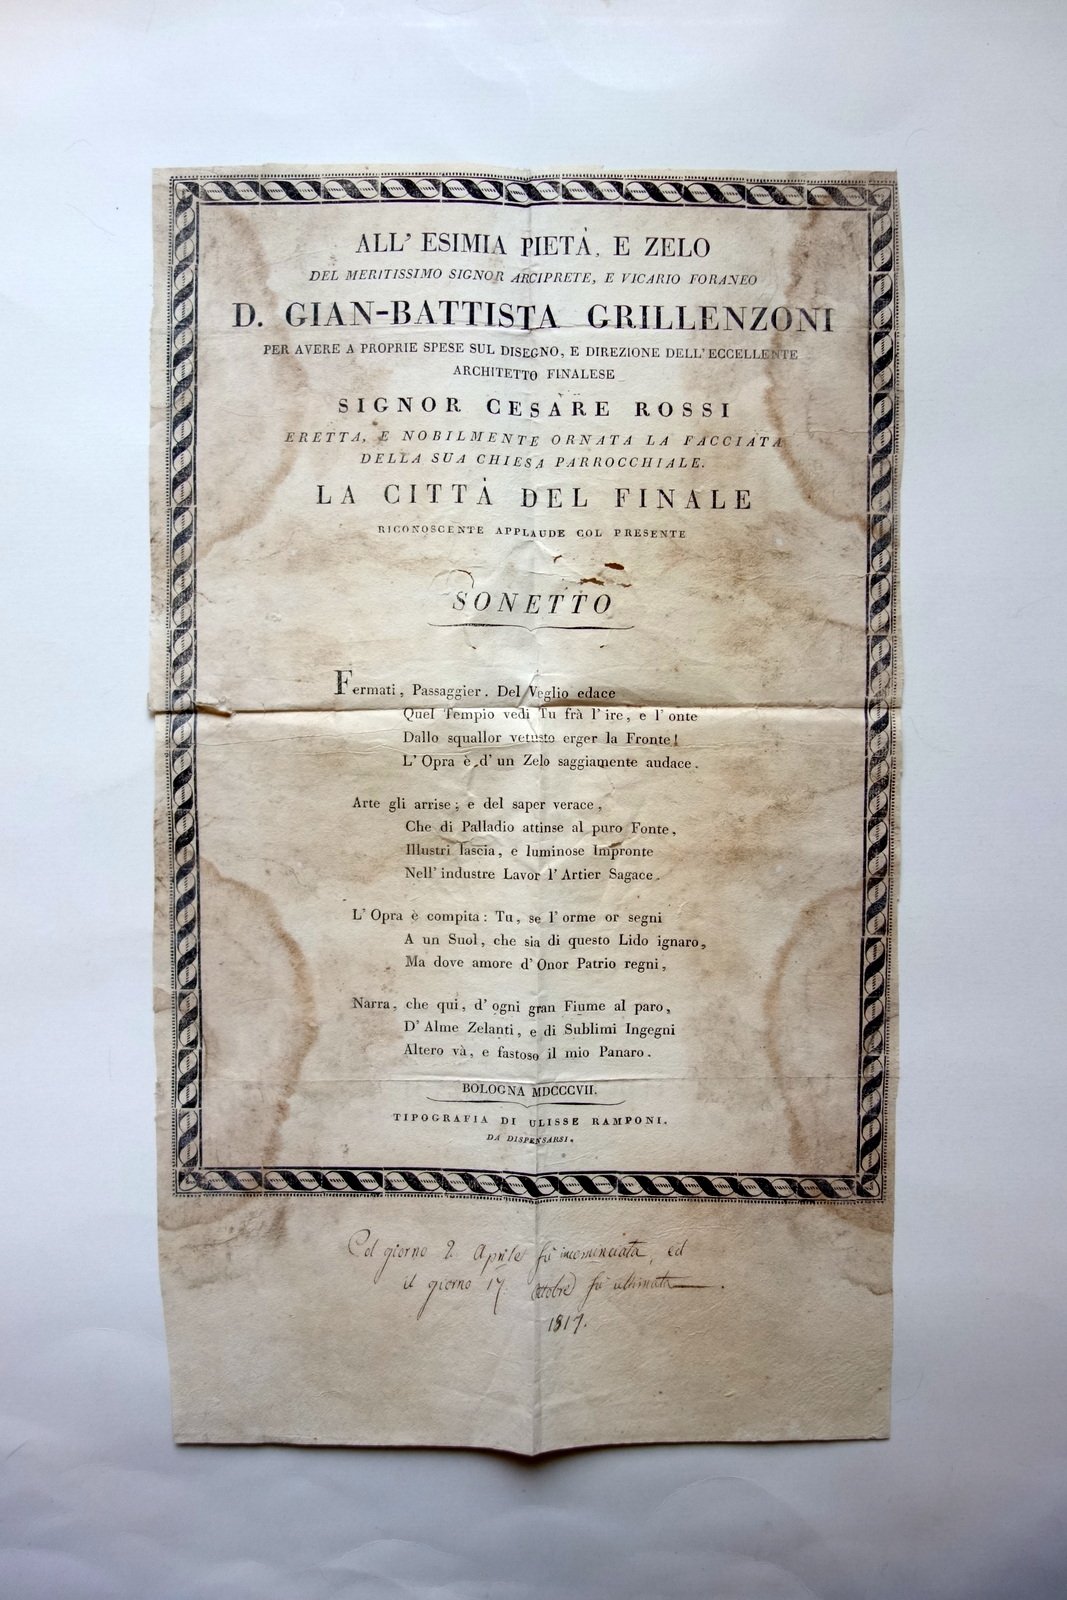 ALL' ESIMIA PIETÀ, E ZELO
DEL MERITISSIMO SIGNOR ARCIPRETE, E VICARIO FORANEO
D. GIAN-BATTISTA GRILLENZONI
PER AVERE A PROPRIE SPESE SUL DISEGNO, E DIREZIONE DELL'ECCELLENTE
ARCHITETTO FINALESE
SIGNOR CESARE ROSSI
ERETTA, E NOBILMENTE ORNATA LA FACCIATA
DELLA SUA CHIESA PARROCCHIALE.
LA CITTÀ DEL FINALE
RICONOSCENTE APPLAUDE COL PRESENTE
SONETTO
Fermati, Passaggier. Del Veglio edace
Quel Tempio vedi Tu frà l'ire, e l'onte
Dallo squallor vetusto erger la Fronte!
L'Opra è d'un Zelo saggiamente audace.
Arte gli arrise; e del saper verace,
Che di Palladio attinse al puro Fonte,
Illustri lascia, e luminose Impronte
Nell'industre Lavor l'Artier Sagace.
L'Opra è compita: Tu, se l'orme or segni
A un Suol, che sia di questo Lido ignaro,
Ma dove amore d'Onor Patrio regni,
Narra, che qui, d'ogni gran Fiume al paro,
D'Alme Zelanti, e di Sublimi Ingegni
Altero và, e fastoso il mio Panaro.
BOLOGNA MDCCCVII.
TIPOGRAFIA DI ULISSE RAMPONI.
DA DISPENSARSI.
giorno 2. Aprile fù incominciata, ed
il giorno 17. Ottobre fù ultimata.
1817.